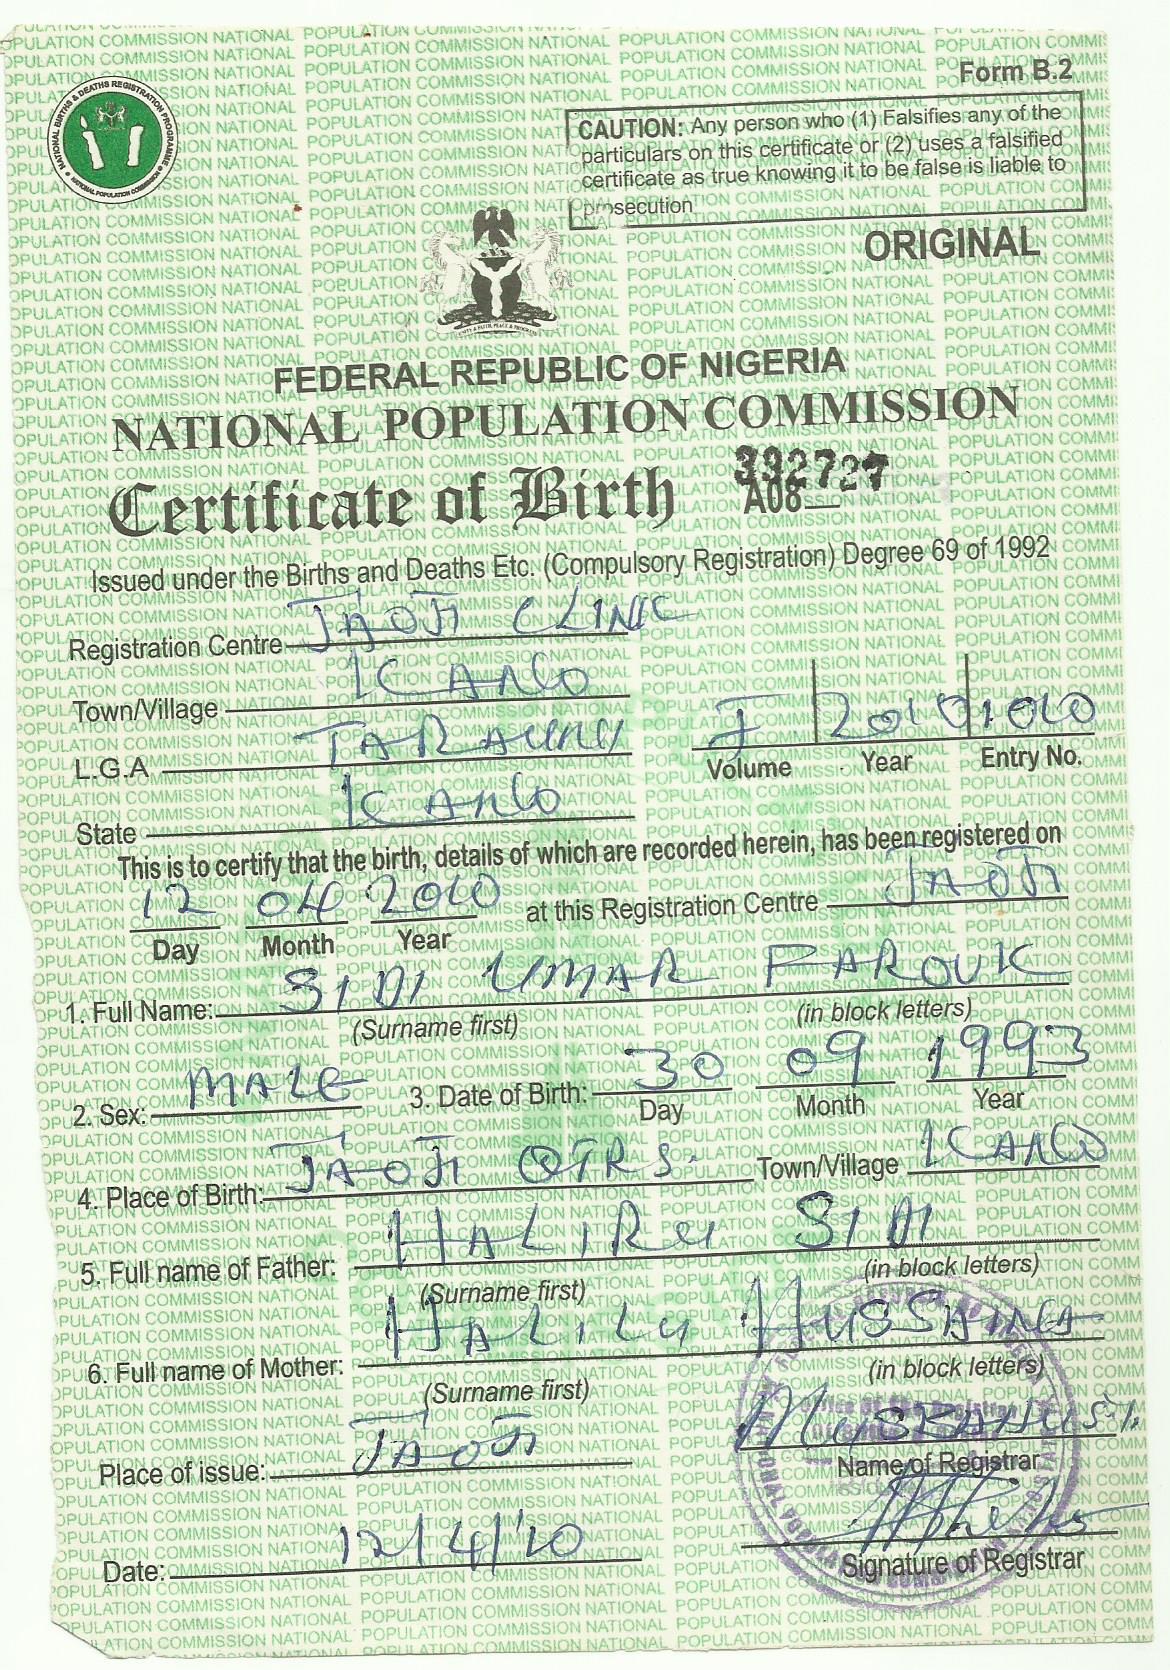 Form B.2
NATIONAL BIRTHS & DEATHS REGISTRATION PROGRAMME
NATIONAL POPULATION COMMISSION
CAUTION: Any person who (1) Falsifies any of the
particulars on this certificate or (2) uses a falsified
certificate as true knowing it to be false is liable to
prosecution
ORIGINAL
UNITY & FAITH, PEACE & PROGRESS
FEDERAL REPUBLIC OF NIGERIA
NATIONAL POPULATION COMMISSION
Certificate of Birth
392727
A08
Issued under the Births and Deaths Etc. (Compulsory Registration) Degree 69 of 1992
Registration Centre JAOJI CLINIC
Town/Village KANO
L.G.A TARAUNI
Volume I Year 2010 Entry No. 1010
State KANO
This is to certify that the birth, details of which are recorded herein, has been registered on
12 04 2010 at this Registration Centre JAOJI
Day Month Year
1. Full Name: SIDI UMAR FAROUK
(Surname first) (in block letters)
2. Sex: MALE 3. Date of Birth: 30 09 1993
Day Month Year
4. Place of Birth: JAOJI QTRS. Town/Village KANO
5. Full name of Father: HALIRU SIDI
(Surname first) (in block letters)
6. Full name of Mother: HALILU HUSSAINA
(Surname first) (in block letters)
Place of issue: JAOJI
Name of Registrar
Date: 12/4/10
Signature of Registrar